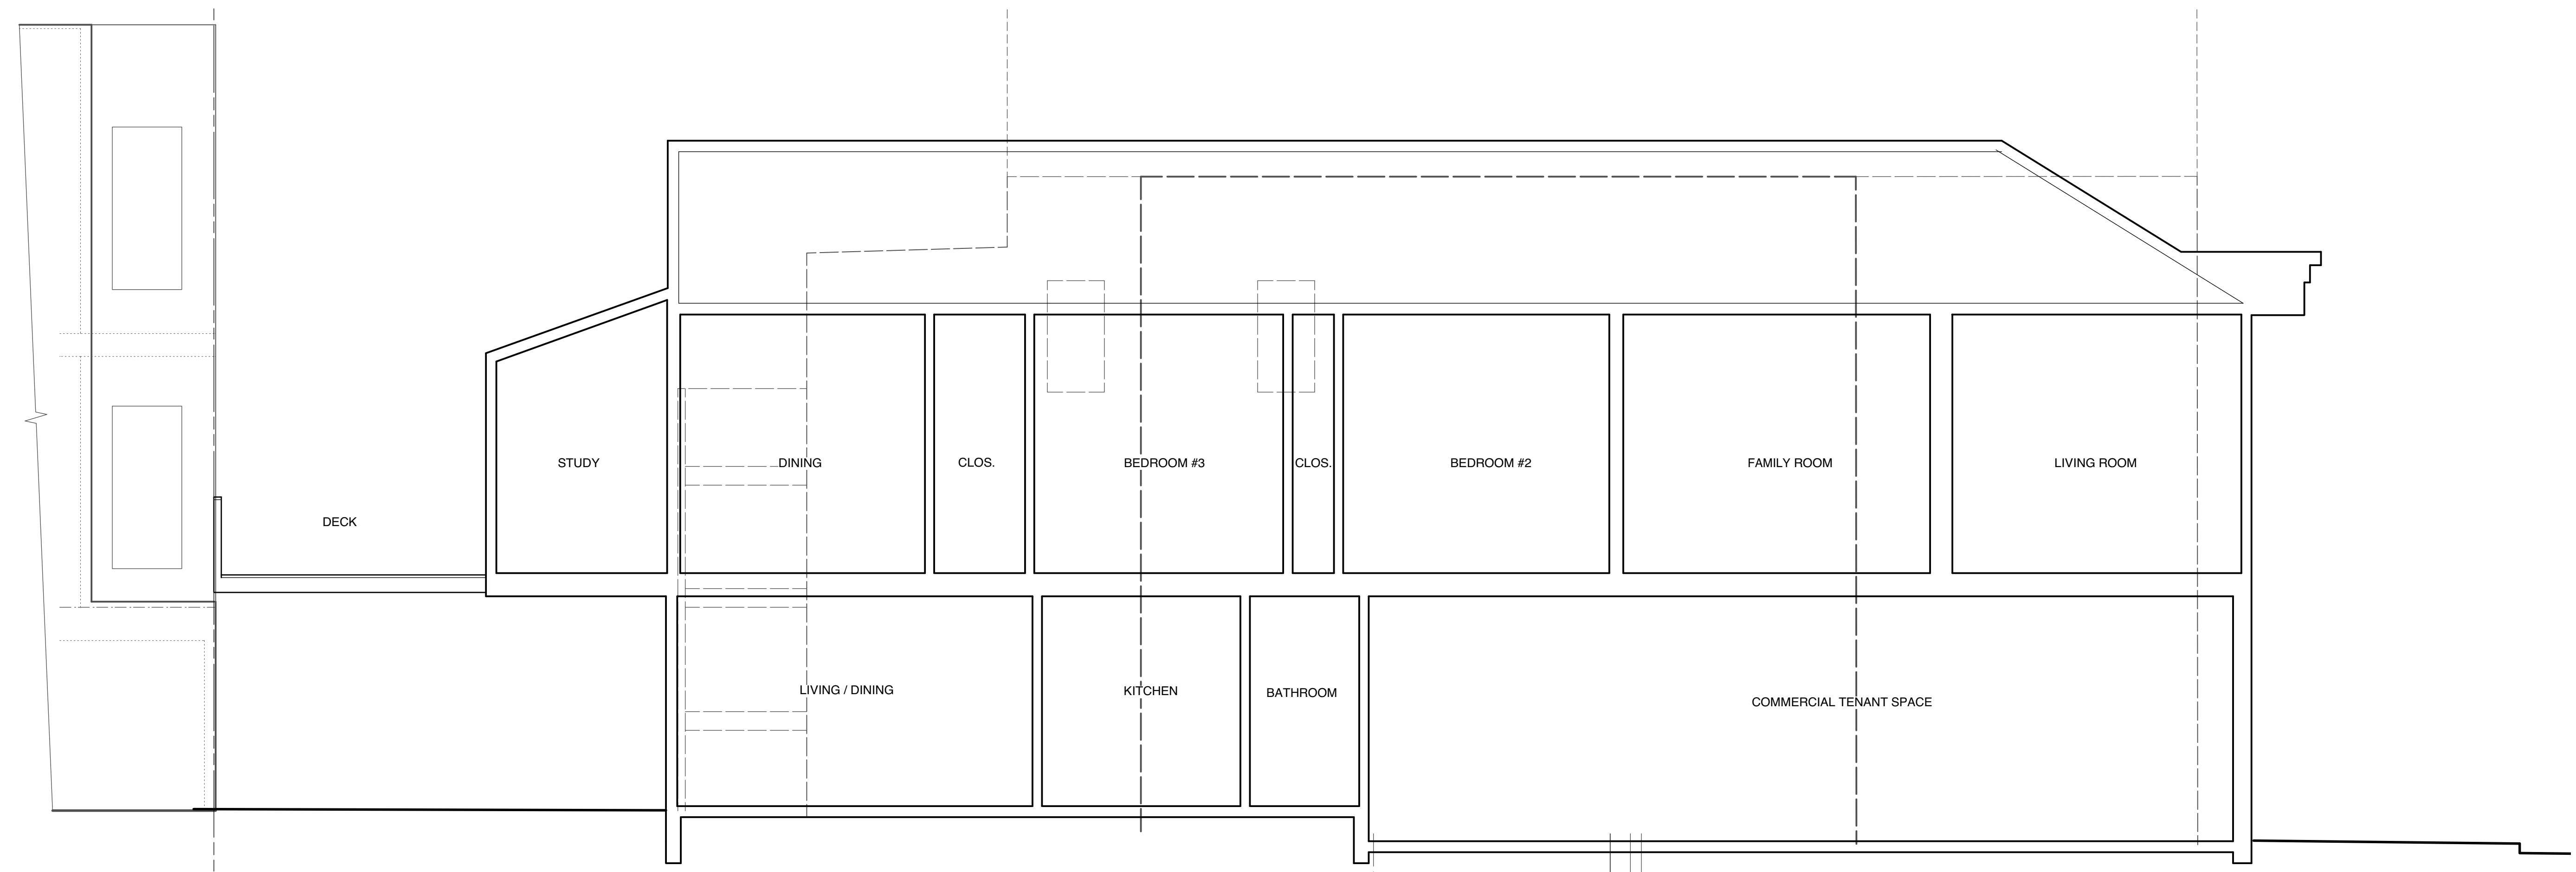 STUDY
DINING
CLOS.
BEDROOM #3
CLOS.
BEDROOM #2
FAMILY ROOM
LIVING ROOM
DECK
LIVING / DINING
KITCHEN
BATHROOM
COMMERCIAL TENANT SPACE